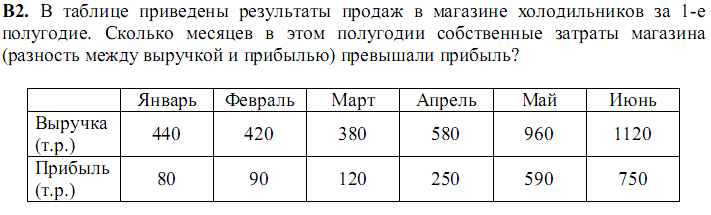 В2. В таблице приведены результаты продаж в магазине холодильников за 1-е
полугодие. Сколько месяцев в этом полугодии собственные затраты магазина
(разность между выручкой и прибылью) превышали прибыль?
Январь Февраль Март Апрель Май Июнь
Выручка (т.р.) 440 420 380 580 960 1120
Прибыль (т.р.) 80 90 120 250 590 750